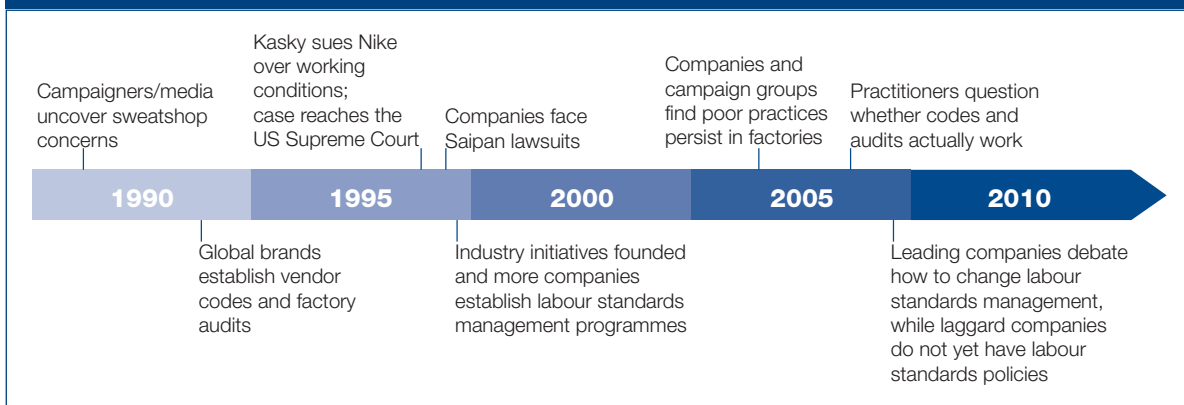 Campaigners/media
uncover sweatshop
concerns
Kasky sues Nike
over working
conditions;
case reaches the
US Supreme Court
Companies face
Saipan lawsuits
Companies and
campaign groups
find poor practices
persist in factories
Practitioners question
whether codes and
audits actually work
1990
1995
2000
2005
2010
Global brands
establish vendor
codes and factory
audits
Industry initiatives founded
and more companies
establish labour standards
management programmes
Leading companies debate
how to change labour
standards management,
while laggard companies
do not yet have labour
standards policies